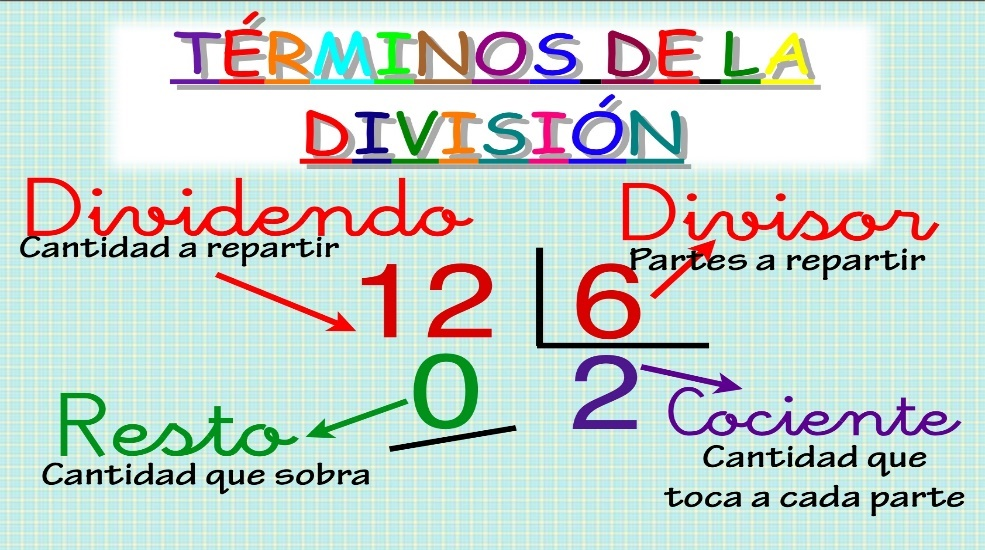 TÉRMINOS DE LA
DIVISIÓN
Dividendo
Cantidad a repartir
Divisor
Partes a repartir
12 6
0 2
Resto
Cantidad que sobra
Cociente
Cantidad que
toca a cada parte